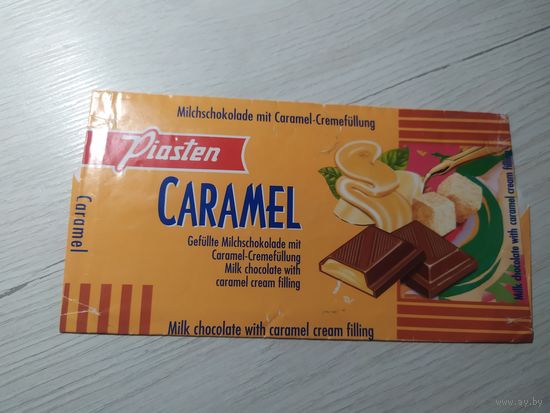 Milchschokolade mit Caramel-Cremefüllung
Piasten
CARAMEL
Caramel
Gefüllte Milchschokolade mit
Caramel-Cremefüllung
Milk chocolate with
caramel cream filling
Milk chocolate with caramel cream filling
Milk chocolate with caramel cream filling
www.ay.by